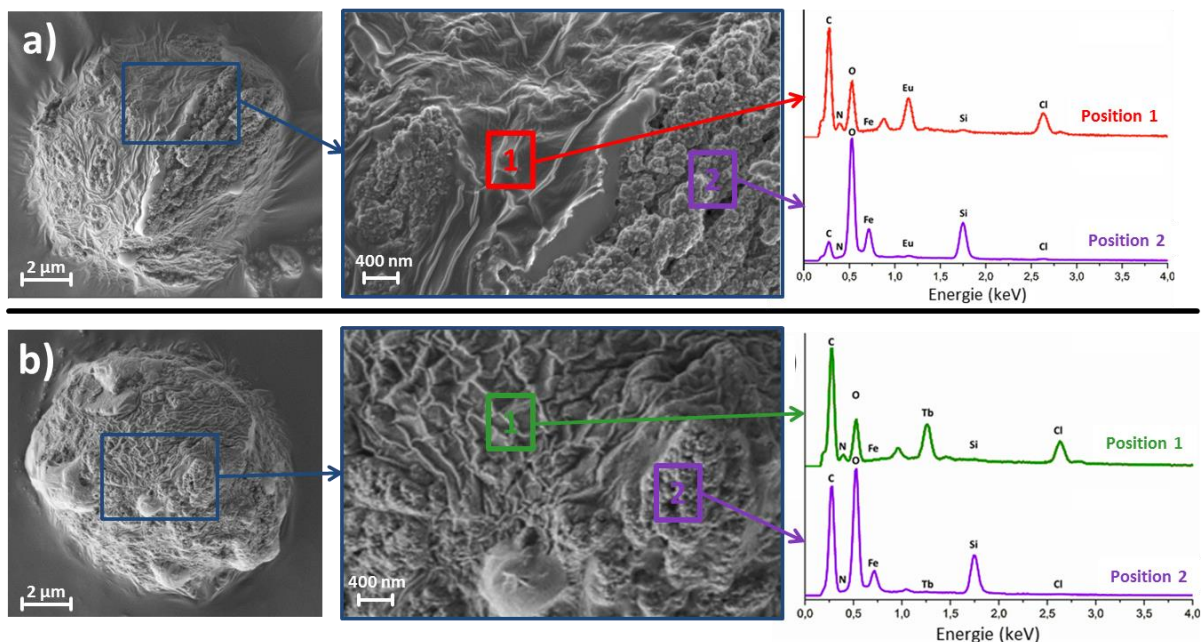 a)
2 µm
1
2
400 nm
C
O
N
Fe
Eu
Si
Cl
Position 1
O
C
N
Fe
Eu
Si
Cl
Position 2
0,0 0,5 1,0 1,5 2,0 2,5 3,0 3,5 4,0
Energie (keV)
b)
2 µm
1
2
400 nm
C
O
N
Fe
Tb
Si
Cl
Position 1
C
O
N
Fe
Tb
Si
Cl
Position 2
0,0 0,5 1,0 1,5 2,0 2,5 3,0 3,5 4,0
Energie (keV)